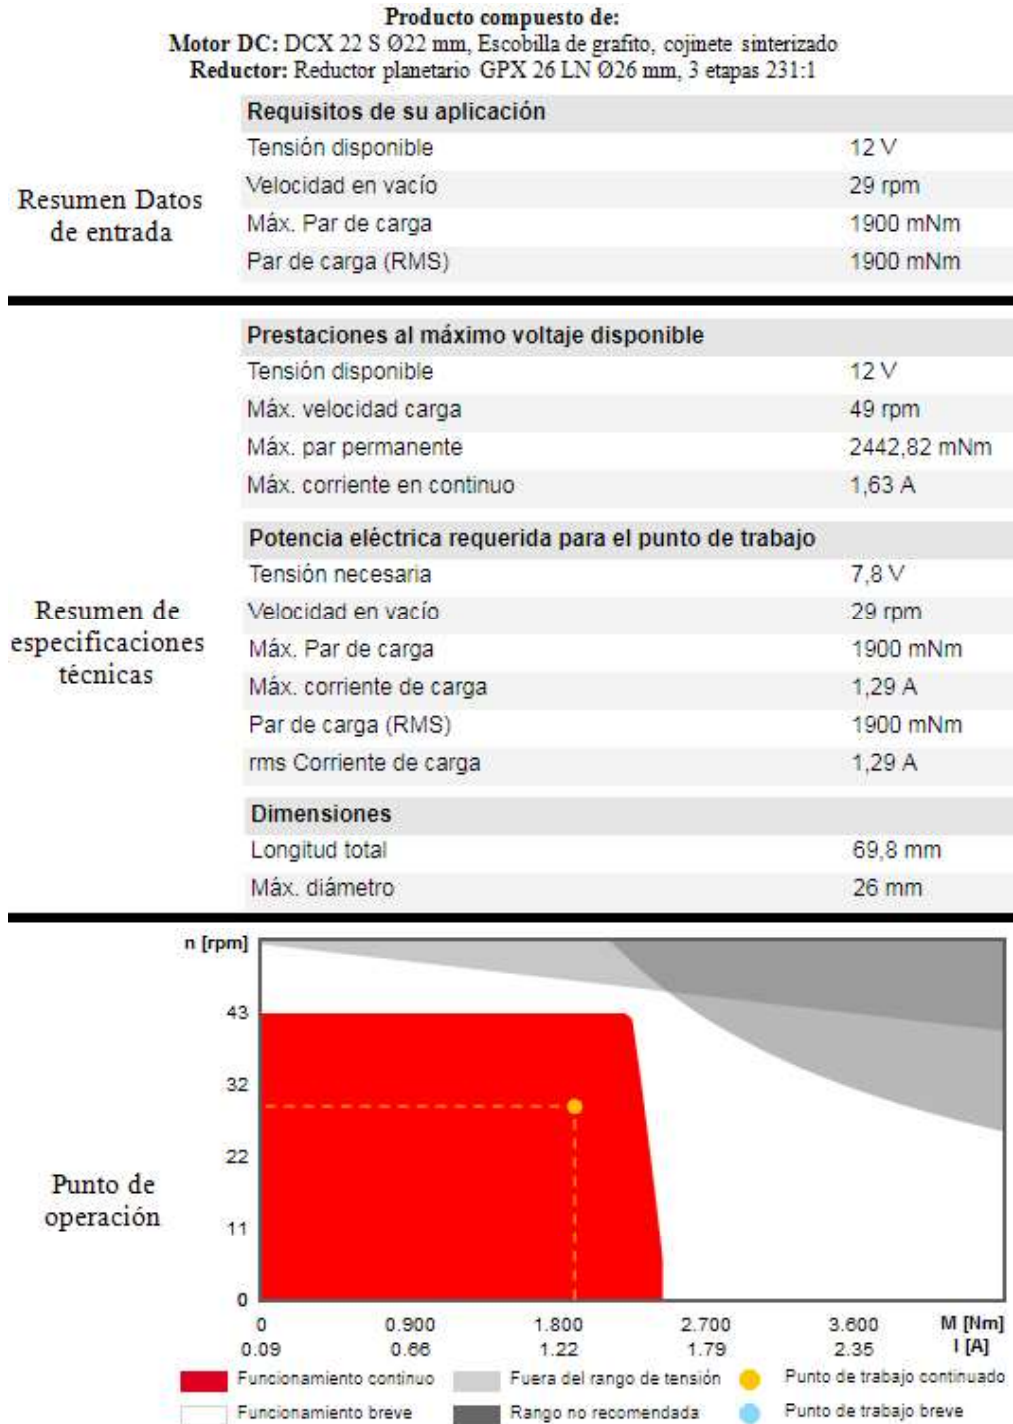 Producto compuesto de:
Motor DC: DCX 22 S Ø22 mm, Escobilla de grafito, cojinete sinterizado
Reductor: Reductor planetario GPX 26 LN Ø26 mm, 3 etapas 231:1
Resumen Datos
de entrada
Requisitos de su aplicación
Tensión disponible 12 V
Velocidad en vacío 29 rpm
Máx. Par de carga 1900 mNm
Par de carga (RMS) 1900 mNm
Resumen de
especificaciones
técnicas
Prestaciones al máximo voltaje disponible
Tensión disponible 12 V
Máx. velocidad carga 49 rpm
Máx. par permanente 2442,82 mNm
Máx. corriente en continuo 1,63 A
Potencia eléctrica requerida para el punto de trabajo
Tensión necesaria 7,8 V
Velocidad en vacío 29 rpm
Máx. Par de carga 1900 mNm
Máx. corriente de carga 1,29 A
Par de carga (RMS) 1900 mNm
rms Corriente de carga 1,29 A
Dimensiones
Longitud total 69,8 mm
Máx. diámetro 26 mm
Punto de
operación
n [rpm]
43
32
22
11
0
0 0.900 1.800 2.700 3.600 M [Nm]
0.09 0.66 1.22 1.79 2.35 I [A]
Funcionamiento continuo Fuera del rango de tensión Punto de trabajo continuado
Funcionamiento breve Rango no recomendada Punto de trabajo breve